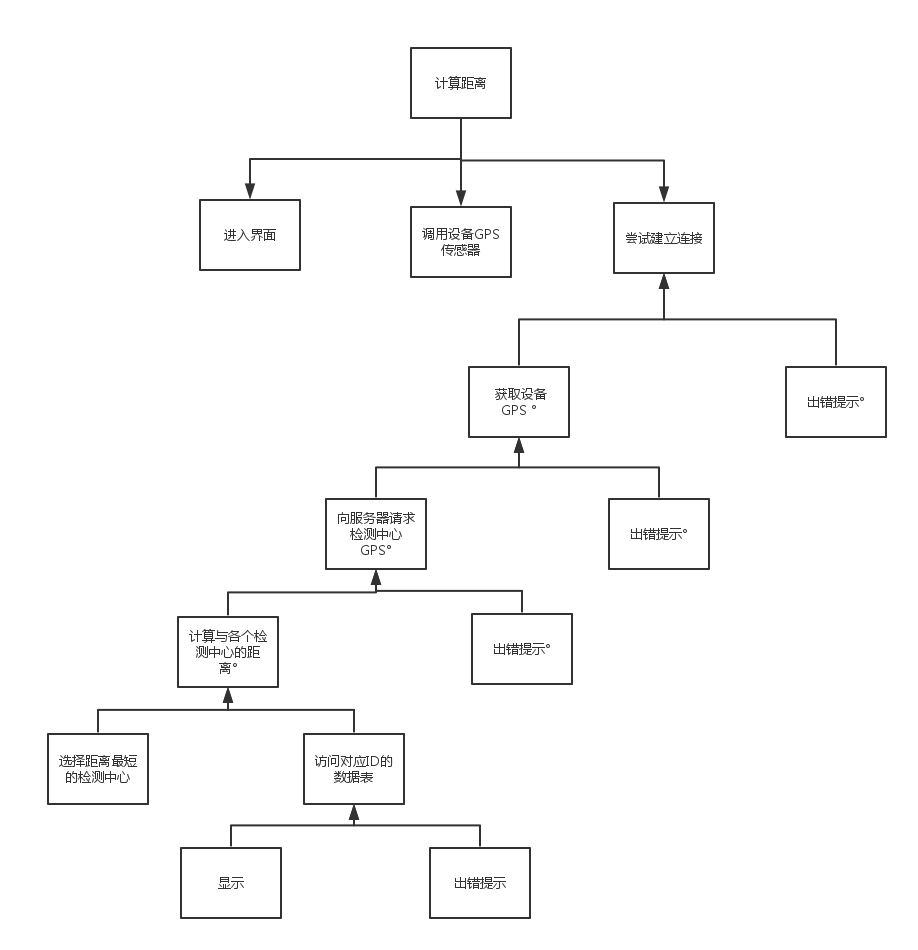 计算距离
进入界面
调用设备GPS
传感器
尝试建立连接
获取设备
GPS °
出错提示°
向服务器请求
检测中心
GPS°
出错提示°
计算与各个检
测中心的距
离°
出错提示°
选择距离最短
的检测中心
访问对应ID的
数据表
显示
出错提示